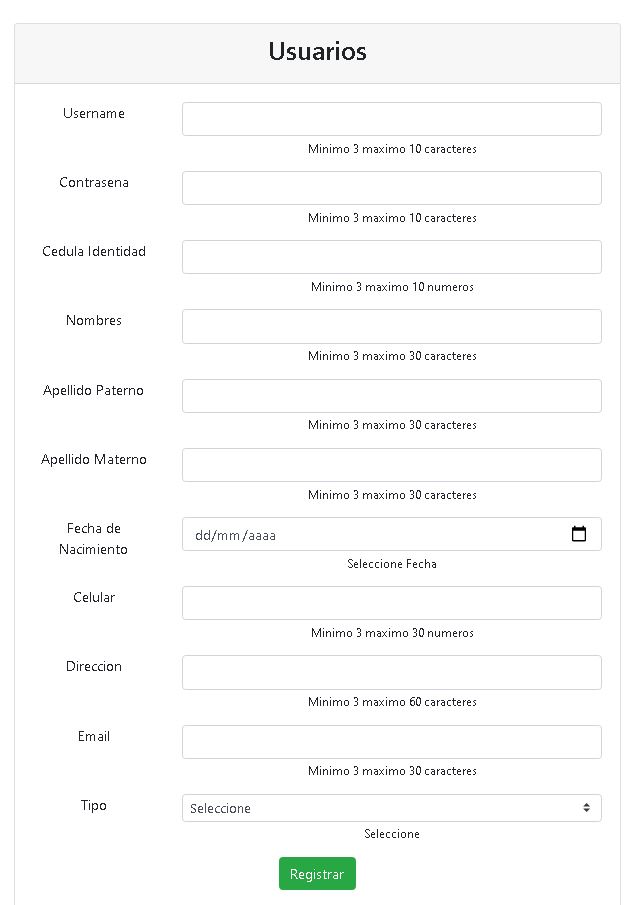 Usuarios
Username
Minimo 3 maximo 10 caracteres
Contrasena
Minimo 3 maximo 10 caracteres
Cedula Identidad
Minimo 3 maximo 10 numeros
Nombres
Minimo 3 maximo 30 caracteres
Apellido Paterno
Minimo 3 maximo 30 caracteres
Apellido Materno
Minimo 3 maximo 30 caracteres
Fecha de
Nacimiento
dd/mm/aaaa
Seleccione Fecha
Celular
Minimo 3 maximo 30 numeros
Direccion
Minimo 3 maximo 60 caracteres
Email
Minimo 3 maximo 30 caracteres
Tipo
Seleccione
Seleccione
Registrar